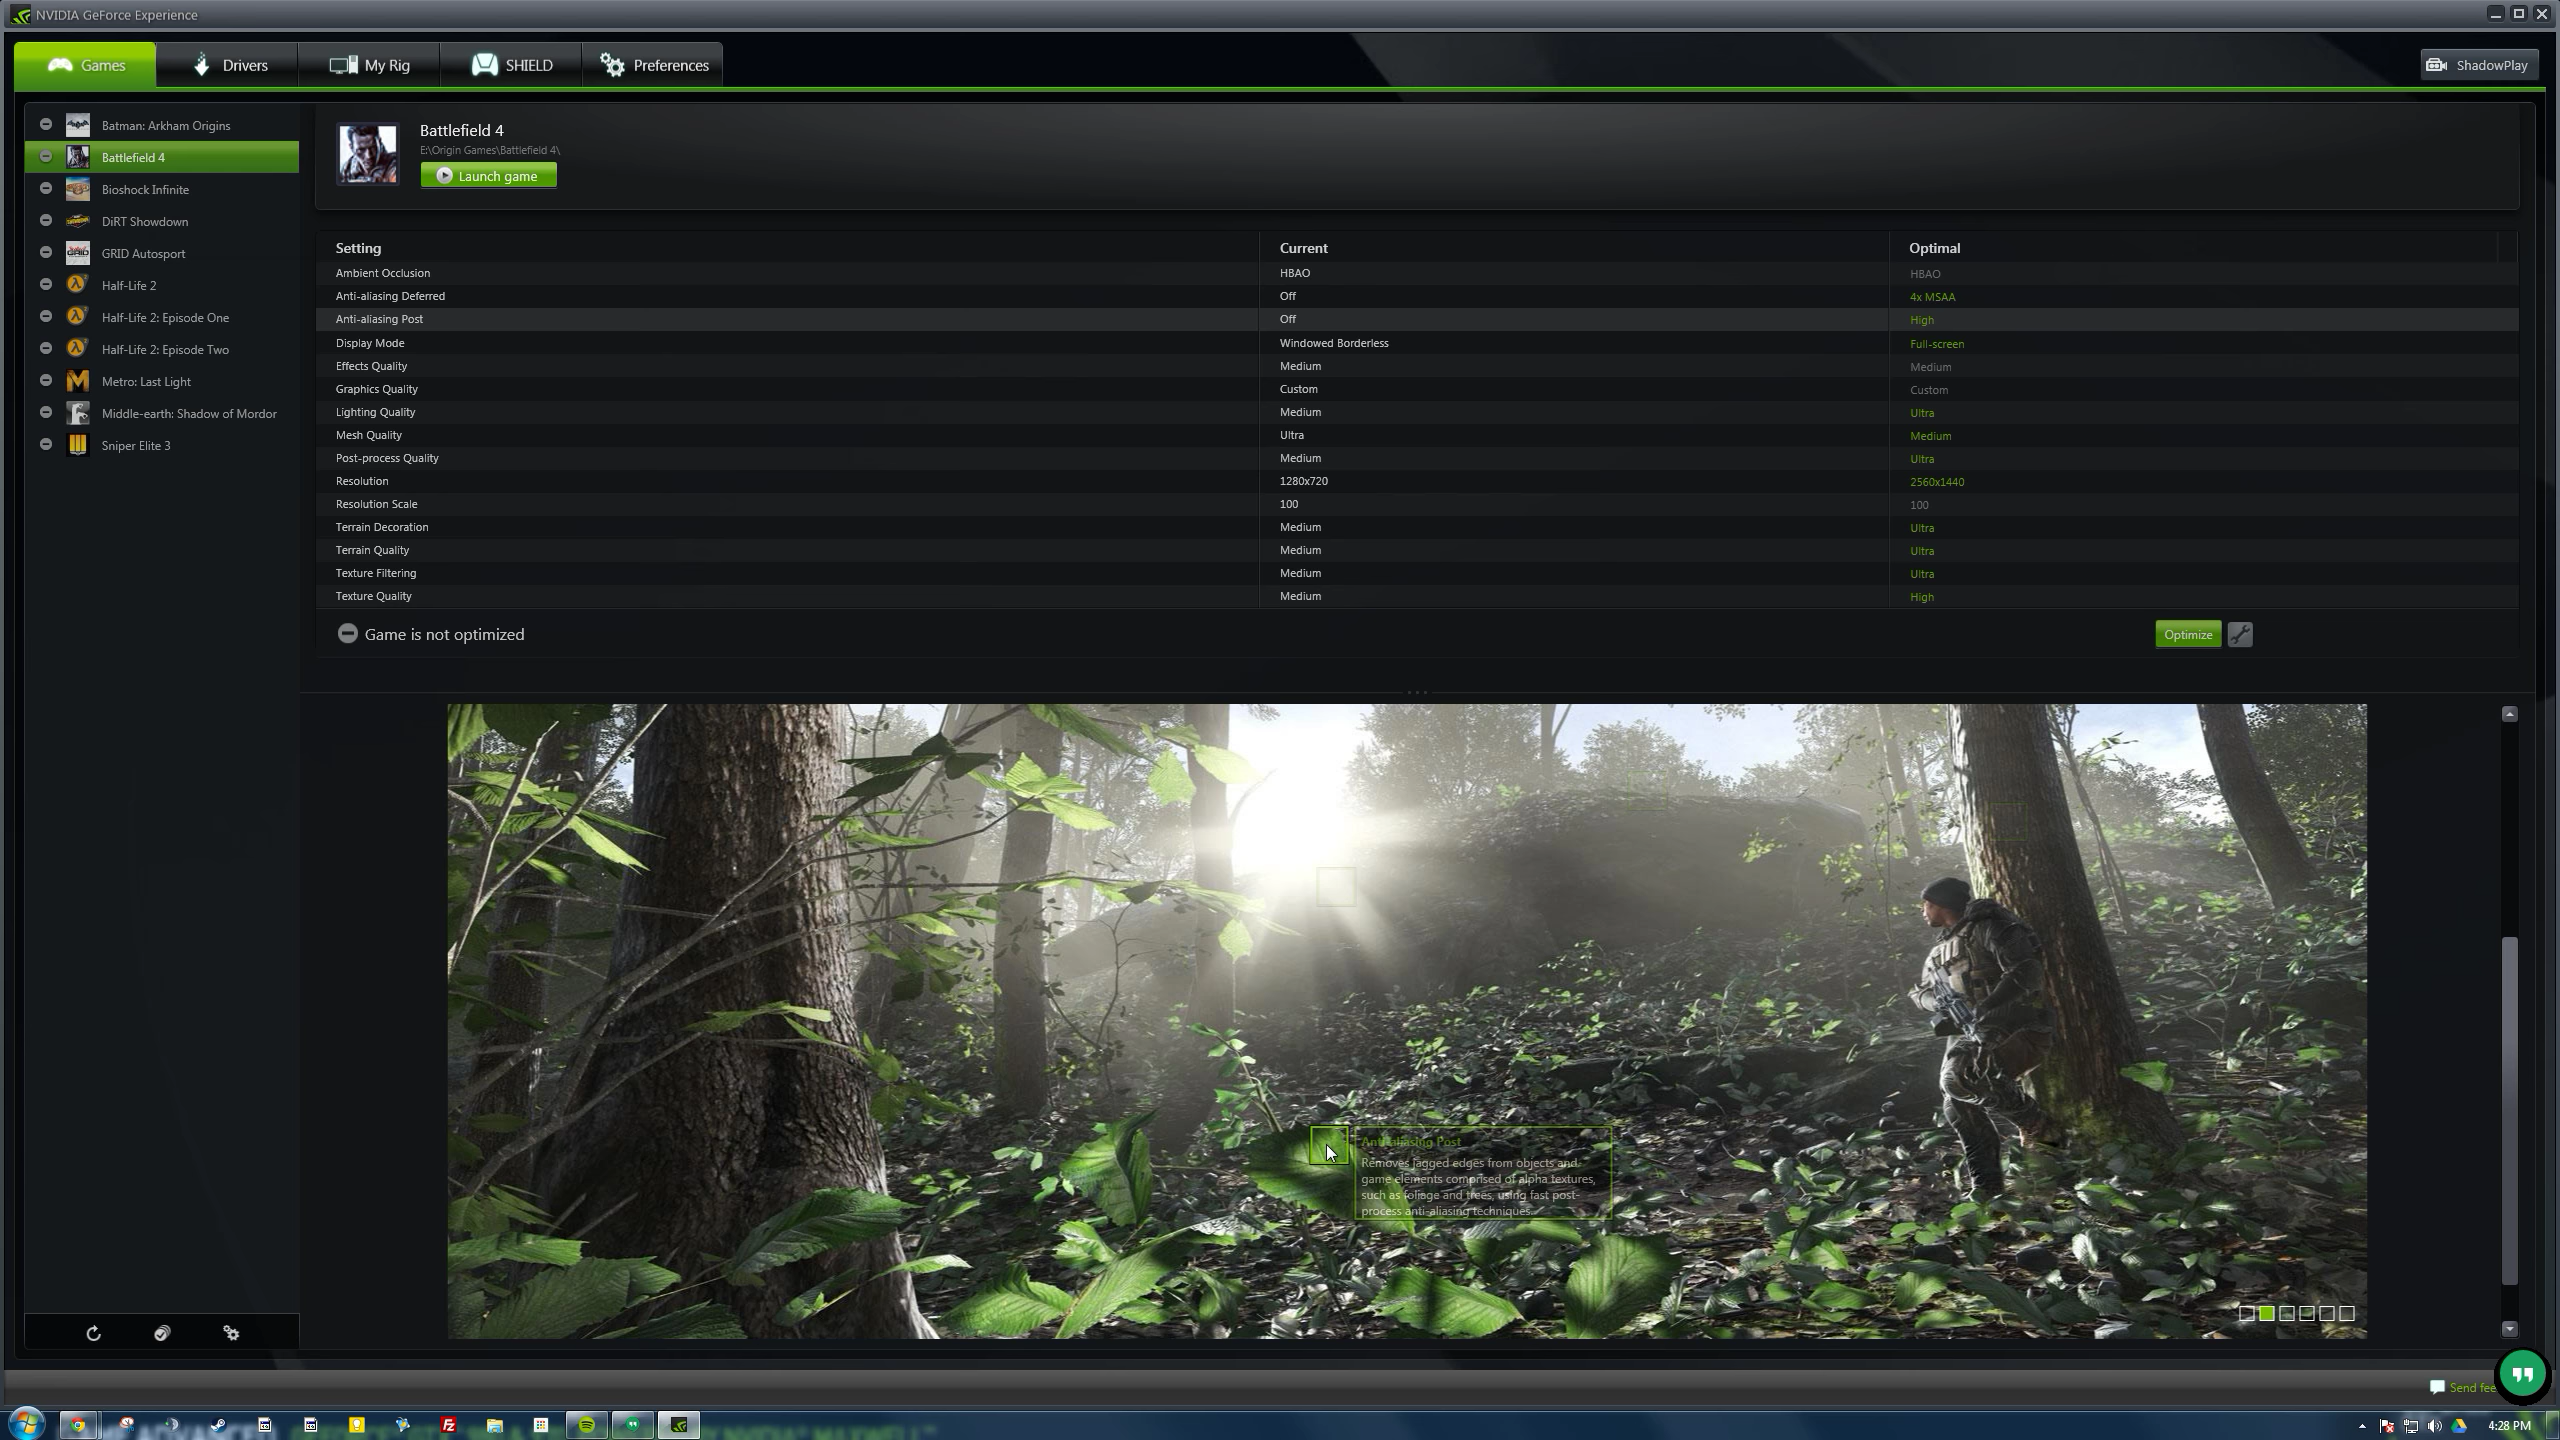 NVIDIA GeForce Experience
Games
Drivers
My Rig
SHIELD
Preferences
ShadowPlay
Batman: Arkham Origins
Battlefield 4
Bioshock Infinite
DiRT Showdown
GRID Autosport
Half-Life 2
Half-Life 2: Episode One
Half-Life 2: Episode Two
Metro: Last Light
Middle-earth: Shadow of Mordor
Sniper Elite 3
Battlefield 4
E:\Origin Games\Battlefield 4\
Launch game
Setting Current Optimal
Ambient Occlusion HBAO HBAO
Anti-aliasing Deferred Off 4x MSAA
Anti-aliasing Post Off High
Display Mode Windowed Borderless Full-screen
Effects Quality Medium Medium
Graphics Quality Custom Custom
Lighting Quality Medium Ultra
Mesh Quality Ultra Medium
Post-process Quality Medium Ultra
Resolution 1280x720 2560x1440
Resolution Scale 100 100
Terrain Decoration Medium Ultra
Terrain Quality Medium Ultra
Texture Filtering Medium Ultra
Texture Quality Medium High
Game is not optimized
Optimize
Anti-aliasing Post
Removes jagged edges from objects and
game elements comprised of alpha textures,
such as foliage and trees, using fast post-
process anti-aliasing techniques.
Send fee
4:28 PM